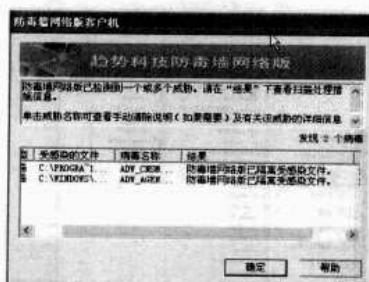 防毒墙网络版客户机
趋势科技防毒墙网络版
防毒墙网络版已检测到一个或多个威胁。请在“结果”下查看扫描处理措
施信息。
单击威胁名称可查看手动清除说明(如果需要)及有关该威胁的详细信息
发现 2 个病毒
受感染的文件 病毒名称 结果
C:\PROGRA~1... ADW_CNSM... 防毒墙网络版已隔离受感染文件。
C:\WINDOWS\... ADW_AGEN... 防毒墙网络版已隔离受感染文件。
确定 帮助